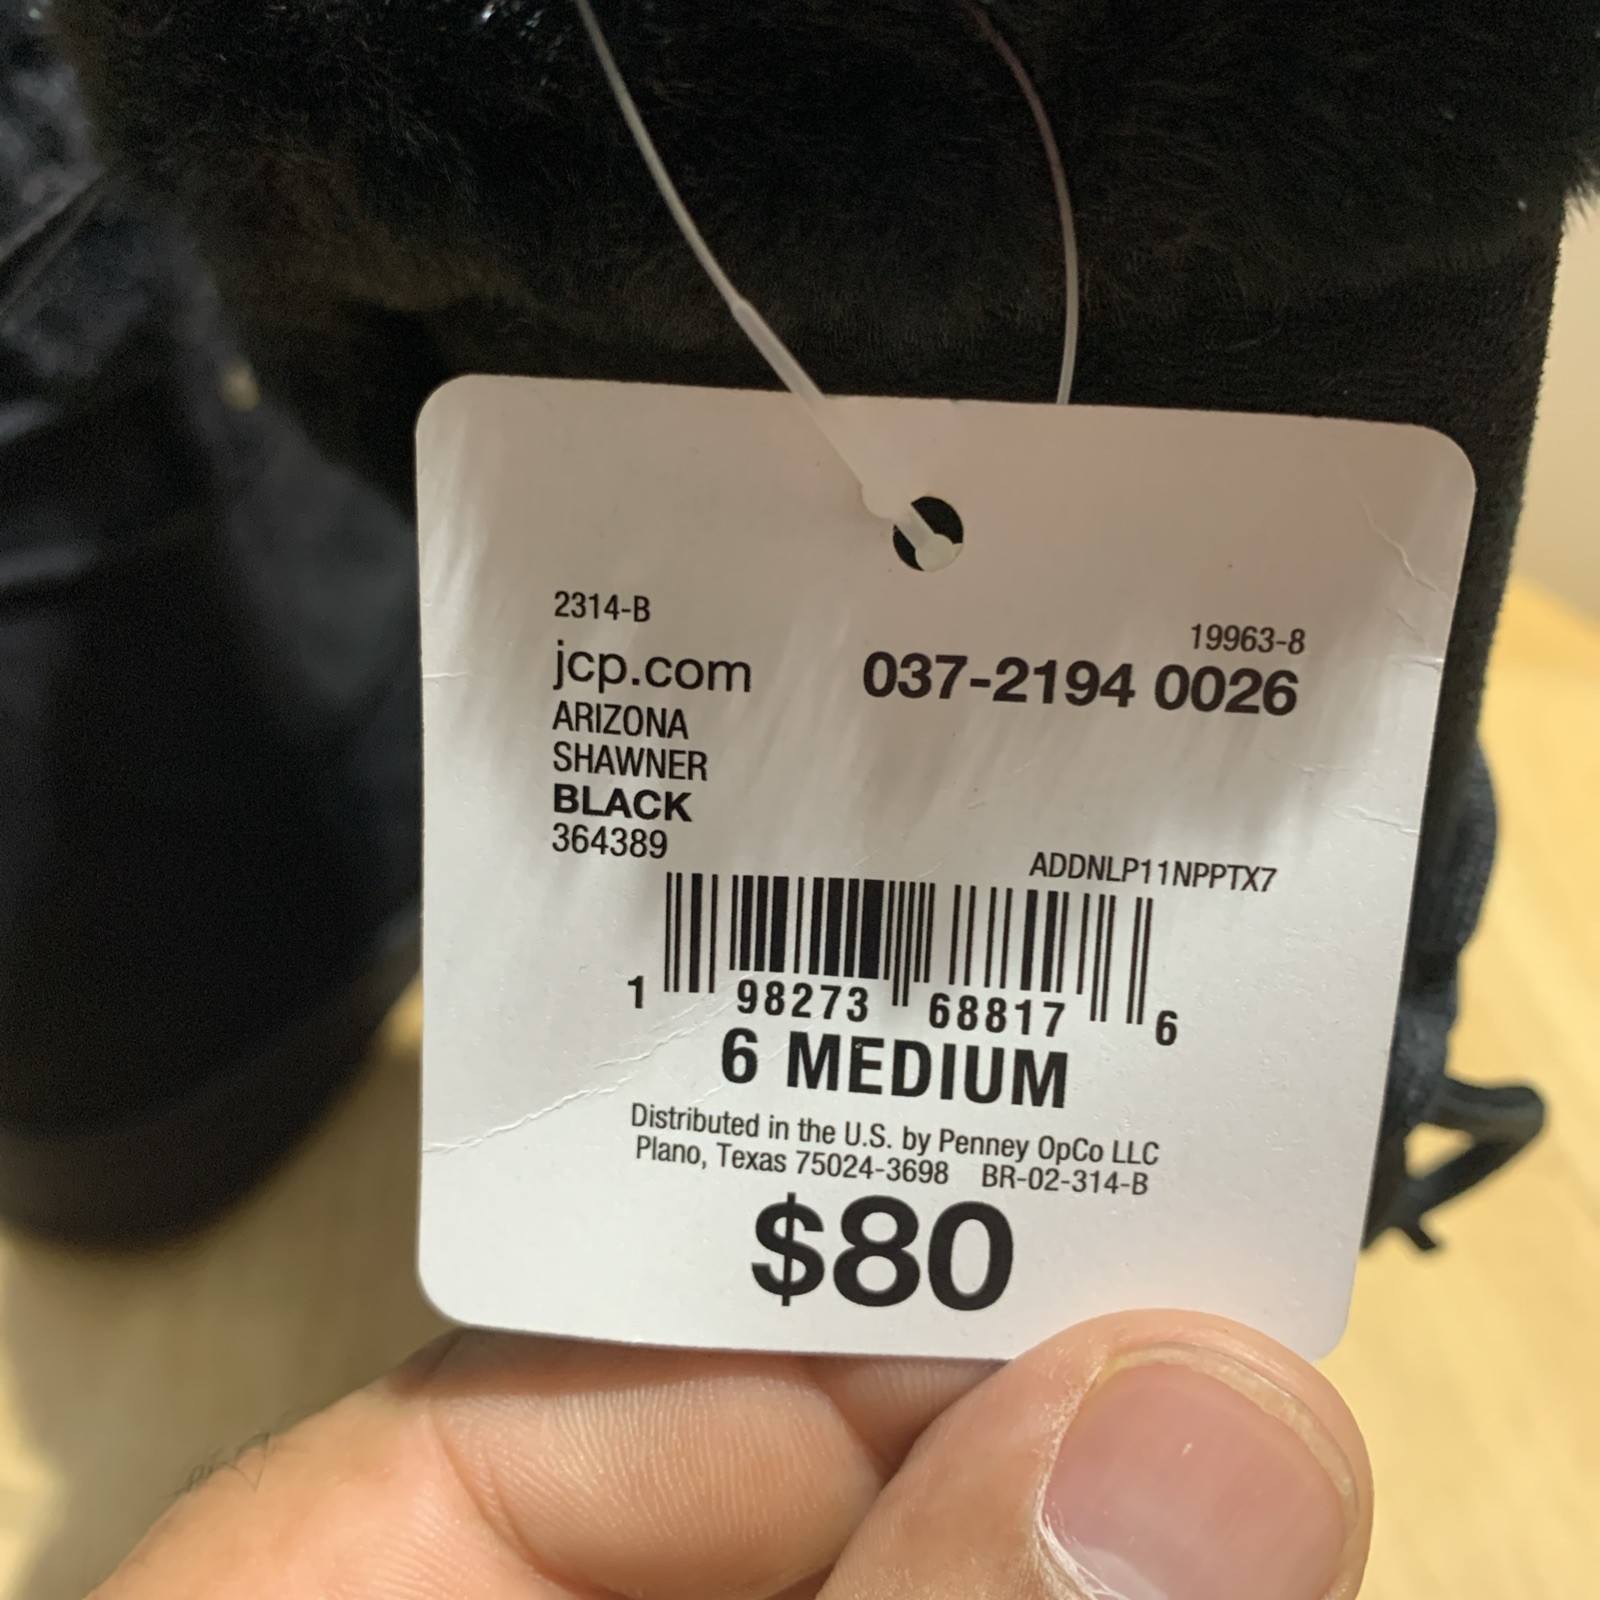 2314-B
19963-8
jcp.com 037-2194 0026
ARIZONA
SHAWNER
BLACK
364389
ADDNLP11NPPTX7
1 98273 68817 6
6 MEDIUM
Distributed in the U.S. by Penney OpCo LLC
Plano, Texas 75024-3698 BR-02-314-B
$80